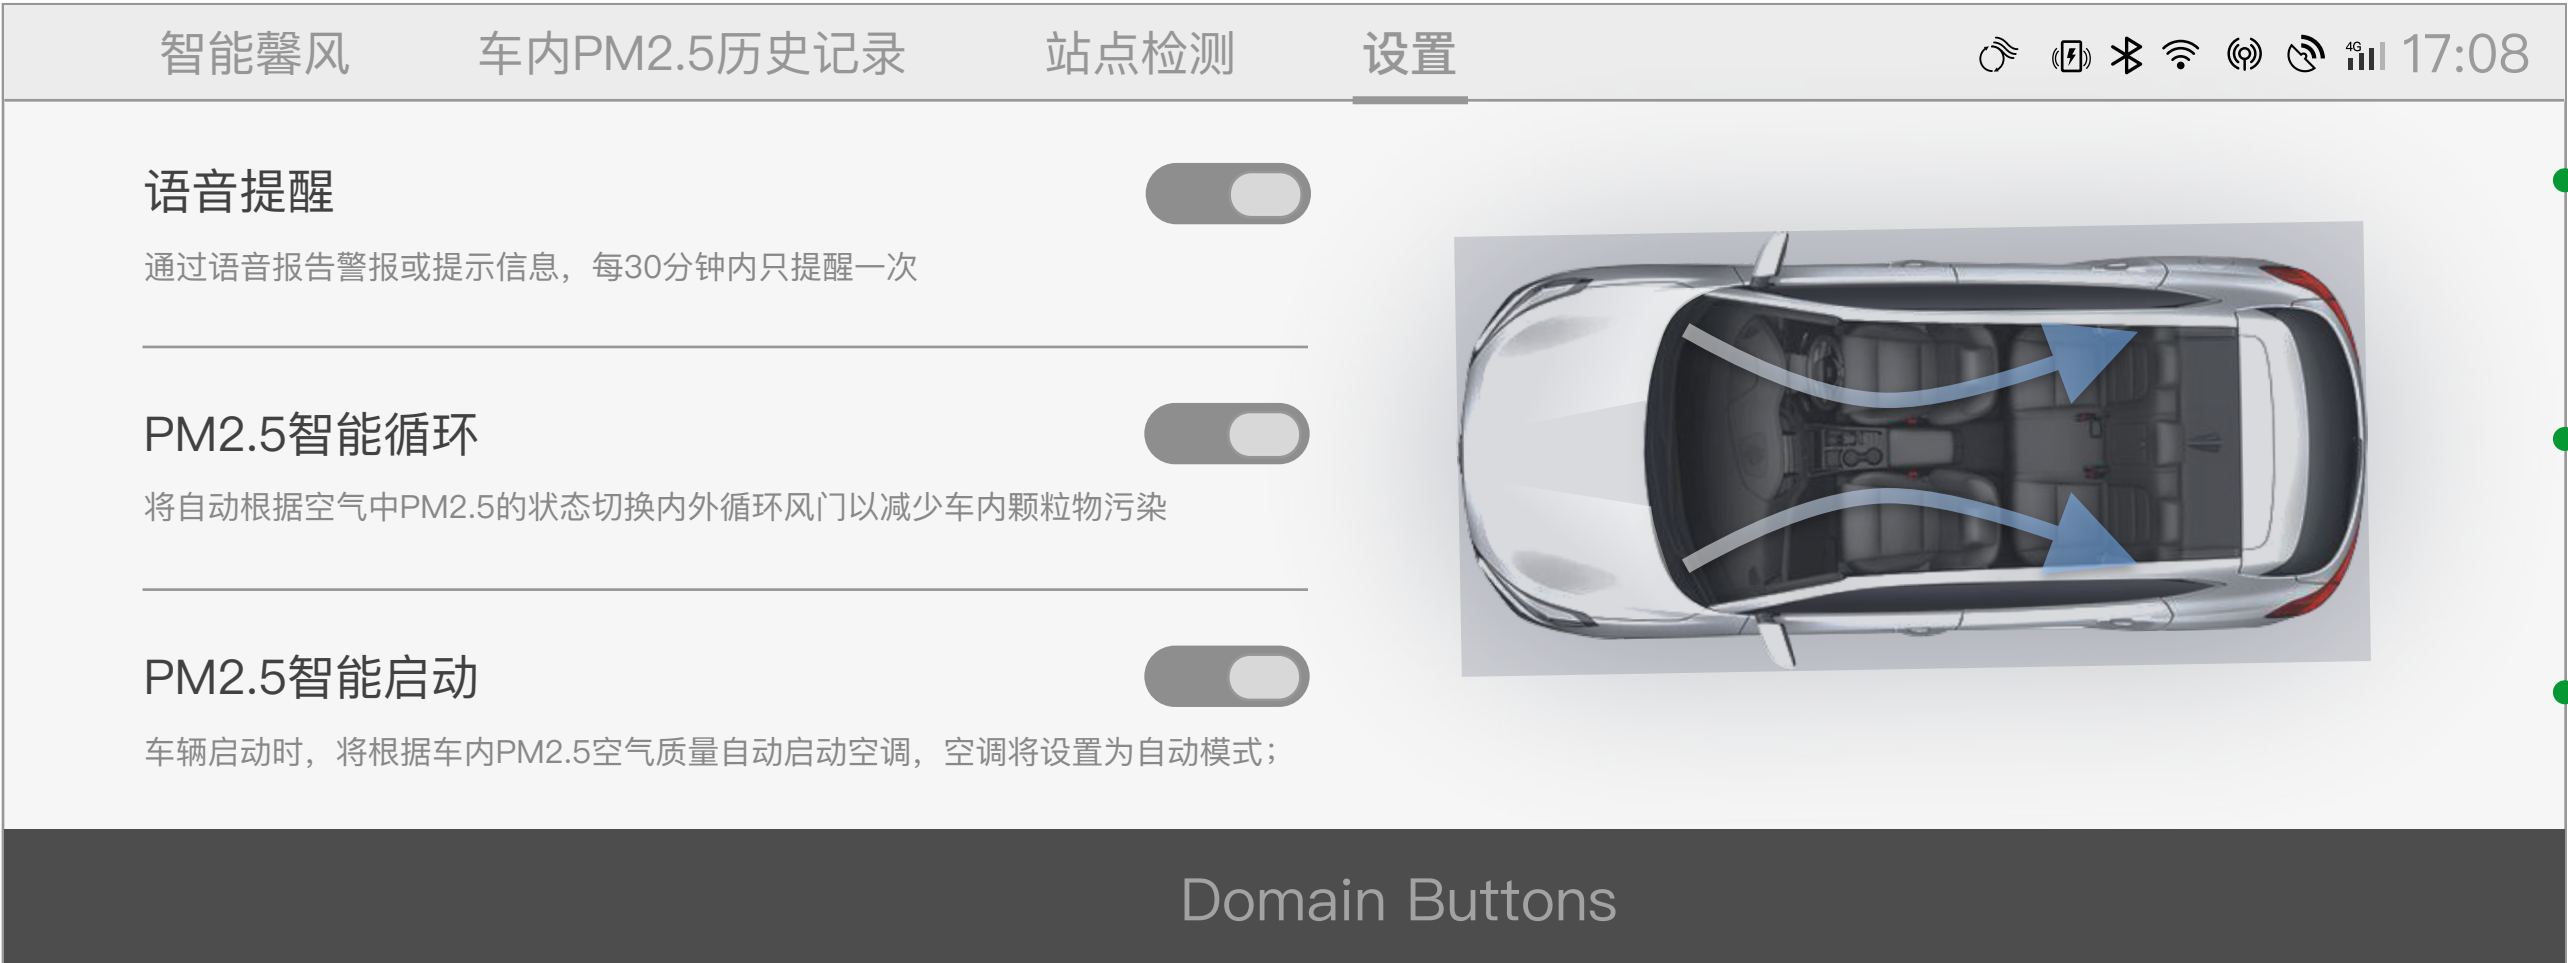 智能馨风 车内PM2.5历史记录 站点检测 设置 4G 17:08
语音提醒
通过语音报告警报或提示信息，每30分钟内只提醒一次
PM2.5智能循环
将自动根据空气中PM2.5的状态切换内外循环风门以减少车内颗粒物污染
PM2.5智能启动
车辆启动时，将根据车内PM2.5空气质量自动启动空调，空调将设置为自动模式；
Domain Buttons